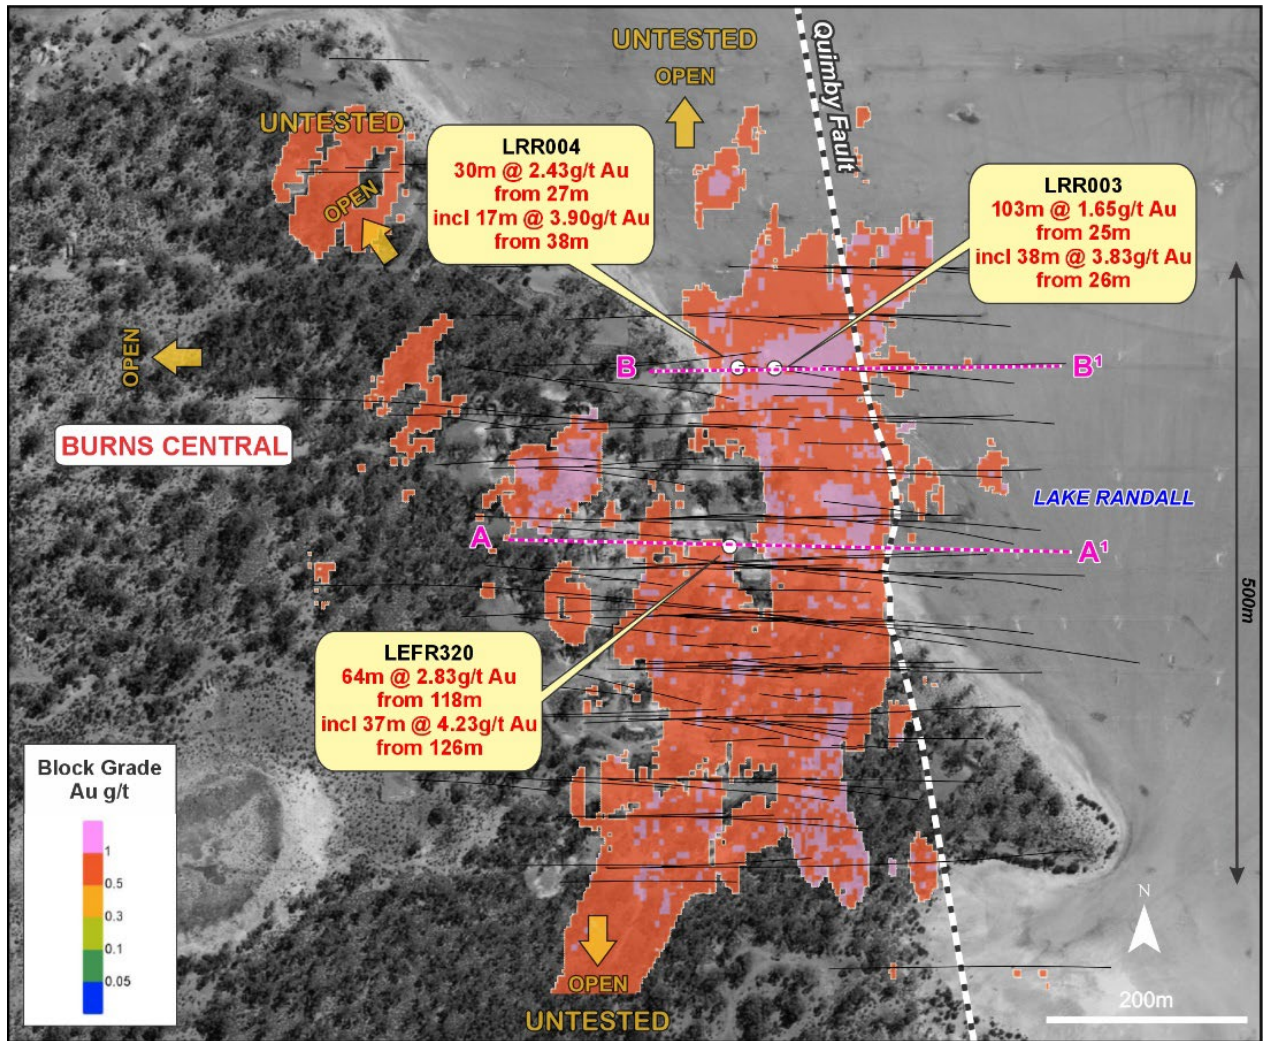 UNTESTED
OPEN
Quimby Fault
UNTESTED
OPEN
LRR004
30m @ 2.43g/t Au
from 27m
incl 17m @ 3.90g/t Au
from 38m
LRR003
103m @ 1.65g/t Au
from 25m
incl 38m @ 3.83g/t Au
from 26m
OPEN
B
B¹
BURNS CENTRAL
LAKE RANDALL
A
A¹
500m
LEFR320
64m @ 2.83g/t Au
from 118m
incl 37m @ 4.23g/t Au
from 126m
Block Grade
Au g/t
1
0.5
0.3
0.1
0.05
OPEN
UNTESTED
N
200m